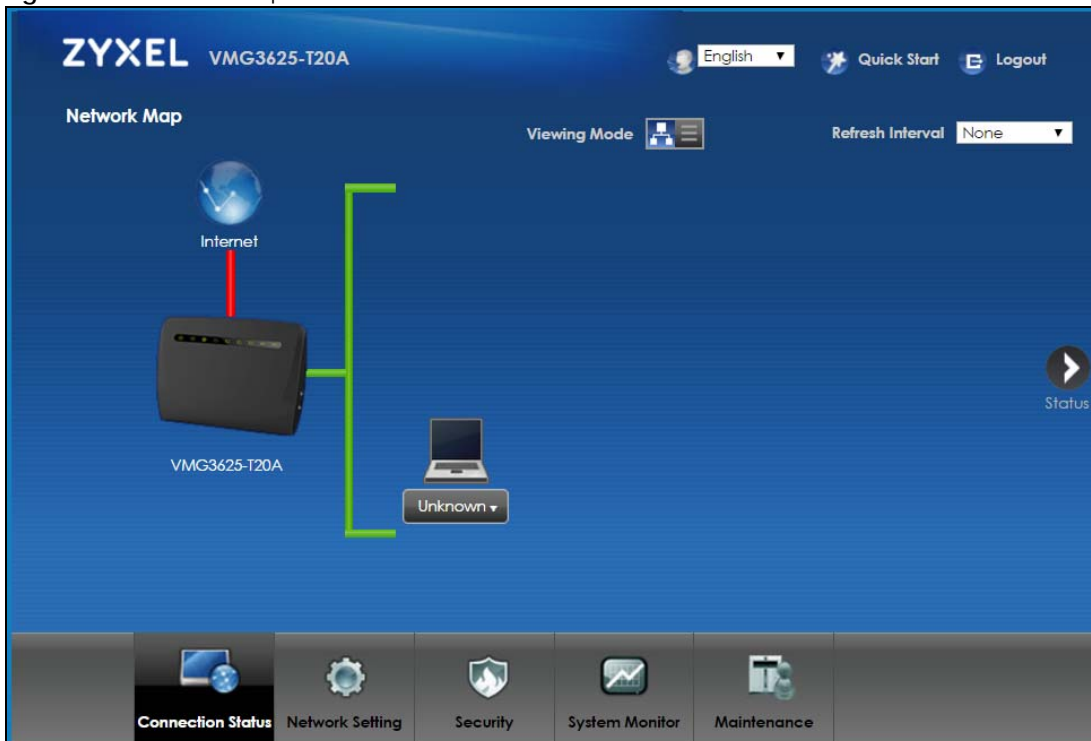 ZYXEL VMG3625-T20A
English
Quick Start
Logout
Network Map
Viewing Mode
Refresh Interval
None
Internet
Status
VMG3625-T20A
Unknown
Connection Status
Network Setting
Security
System Monitor
Maintenance